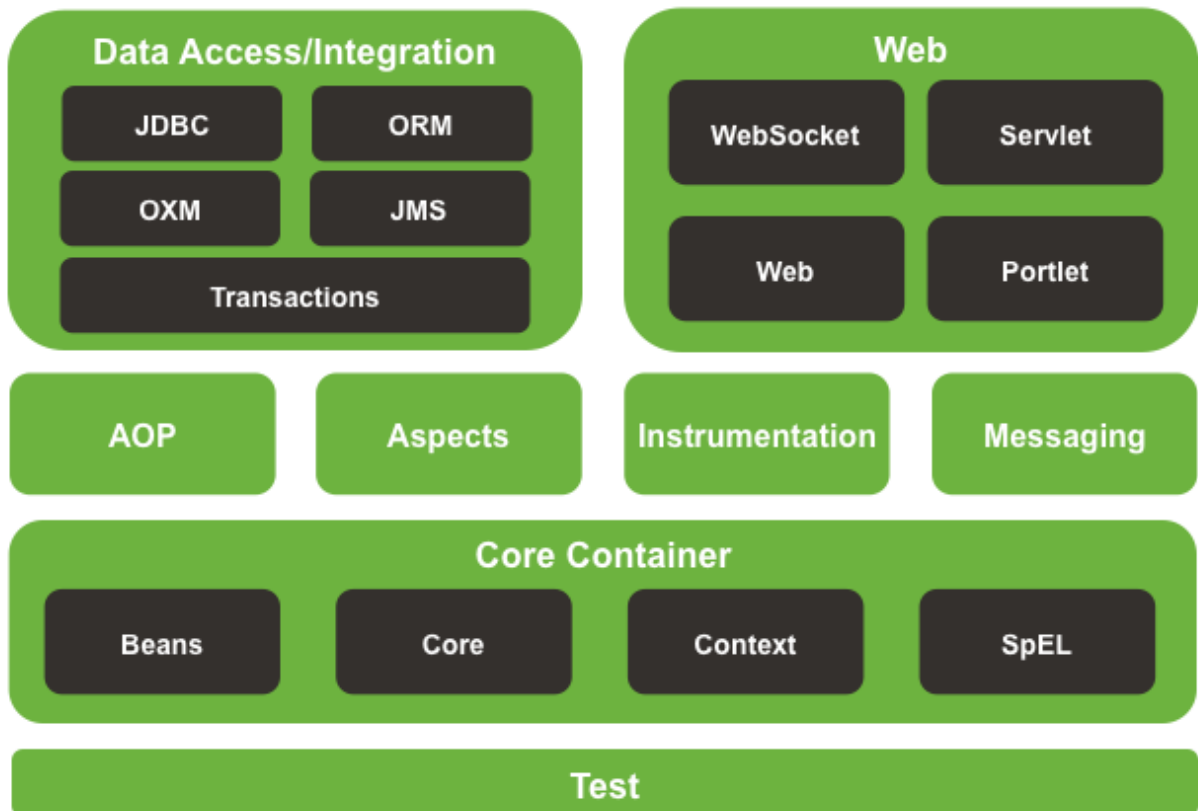 Data Access/Integration
JDBC
ORM
OXM
JMS
Transactions
Web
WebSocket
Servlet
Web
Portlet
AOP
Aspects
Instrumentation
Messaging
Core Container
Beans
Core
Context
SpEL
Test